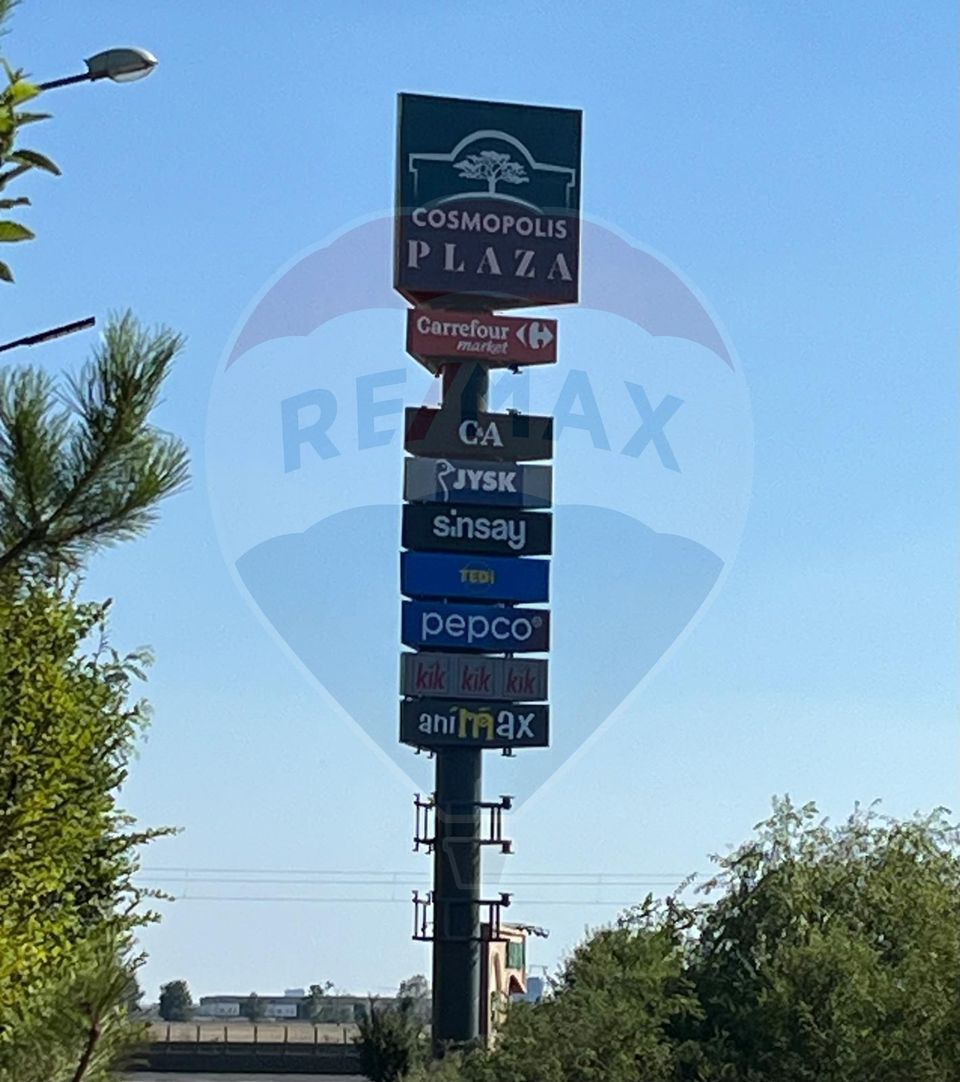 COSMOPOLIS
PLAZA
Carrefour
market
RE/MAX
C&A
JYSK
sinsay
TEDi
pepco®
kik kik kik
aniMax